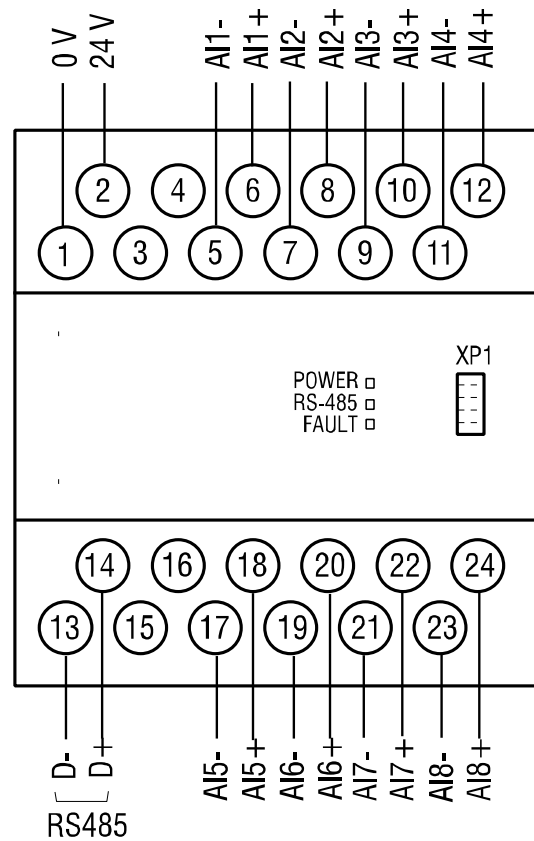 0 V 24 V AI1- AI1+ AI2- AI2+ AI3- AI3+ AI4- AI4+
2 4 6 8 10 12
1 3 5 7 9 11
XP1
POWER
RS-485
FAULT
14 16 18 20 22 24
13 15 17 19 21 23
D- D+ AI5- AI5+ AI6- AI6+ AI7- AI7+ AI8- AI8+
RS485